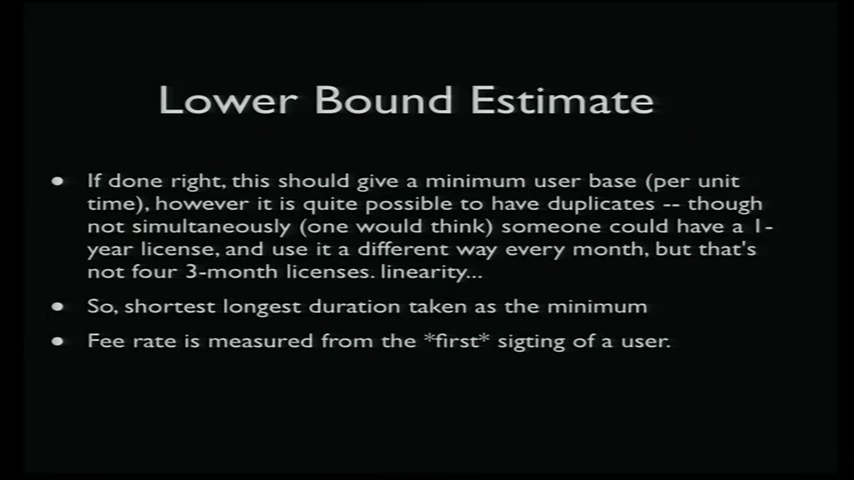 Lower Bound Estimate
If done right, this should give a minimum user base (per unit
time), however it is quite possible to have duplicates -- though
not simultaneously (one would think) someone could have a 1-
year license, and use it a different way every month, but that's
not four 3-month licenses. linearity...
So, shortest longest duration taken as the minimum
Fee rate is measured from the *first* sigting of a user.